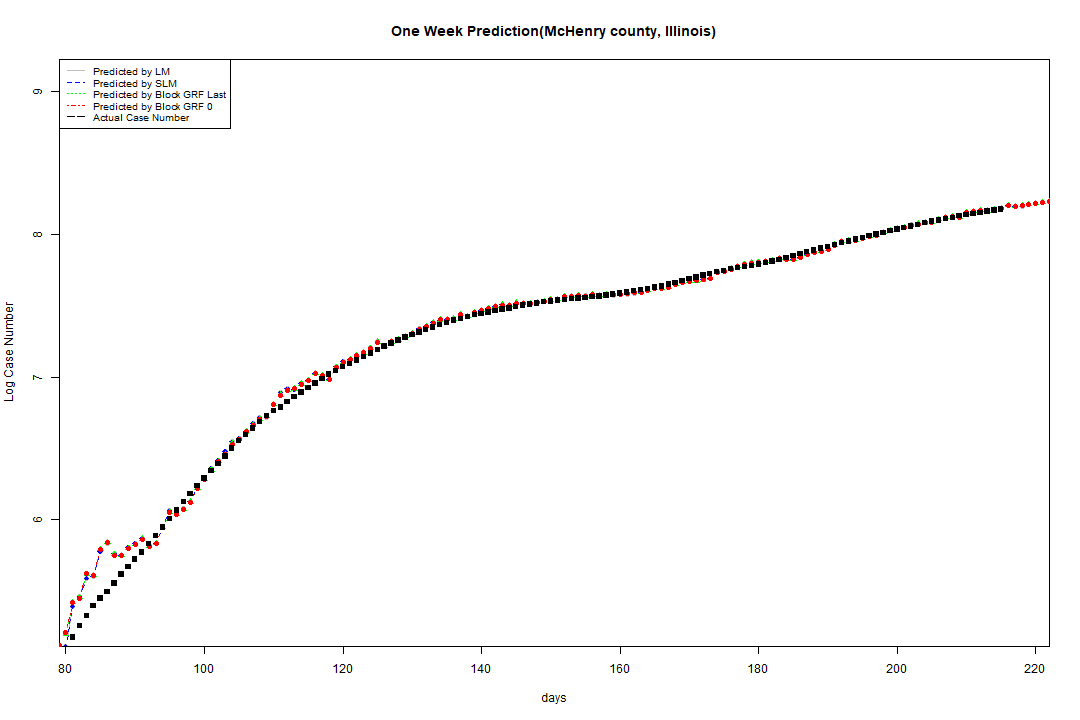 One Week Prediction(McHenry county, Illinois)
Predicted by LM
Predicted by SLM
Predicted by Block GRF Last
Predicted by Block GRF 0
Actual Case Number
9
8
7
6
Log Case Number
80 100 120 140 160 180 200 220
days